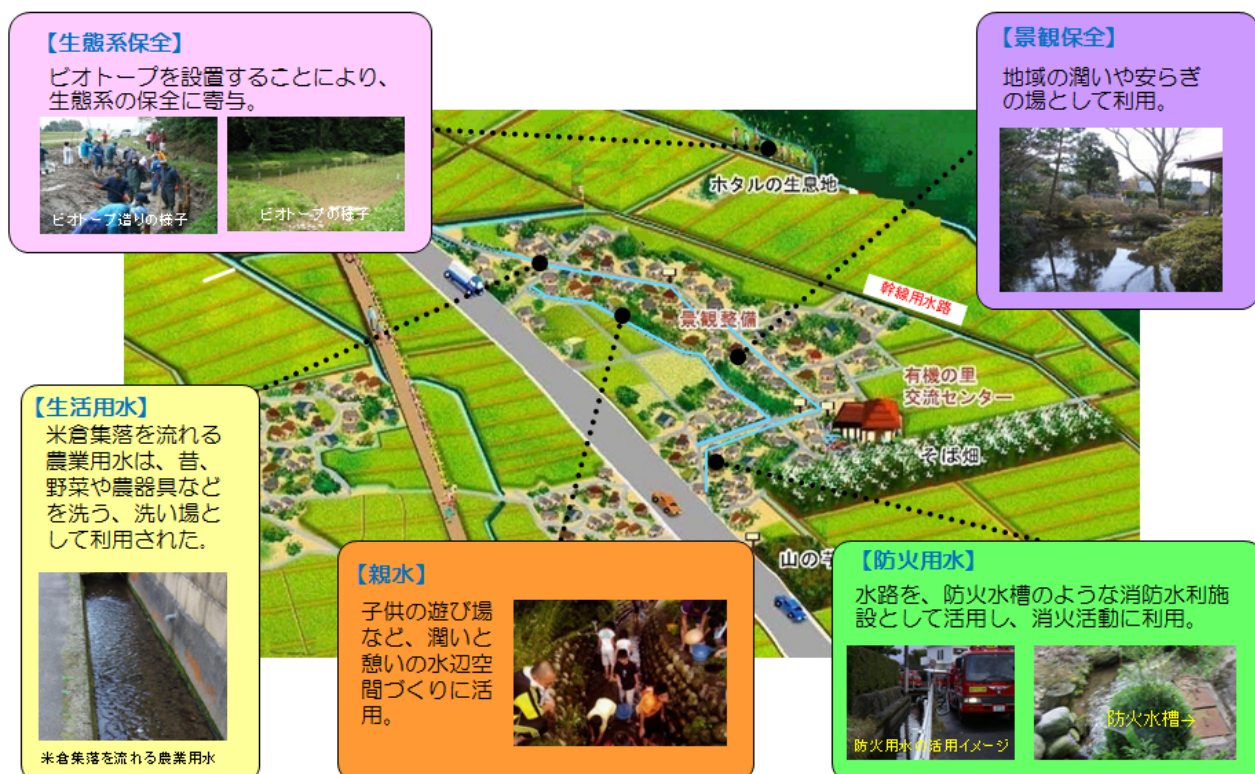 【生態系保全】
ビオトープを設置することにより、
生態系の保全に寄与。
ビオトープ造りの様子
ビオトープの様子
【景観保全】
地域の潤いや安らぎ
の場として利用。
ホタルの生息地
幹線用水路
景観整備
有機の里
交流センター
そば畑
山の芋
【生活用水】
米倉集落を流れる
農業用水は、昔、
野菜や農器具など
を洗う、洗い場と
して利用された。
米倉集落を流れる農業用水
【親水】
子供の遊び場
など、潤いと
憩いの水辺空
間づくりに活
用。
【防火用水】
水路を、防火水槽のような消防水利施
設として活用し、消火活動に利用。
防火用水の活用イメージ
防火水槽→